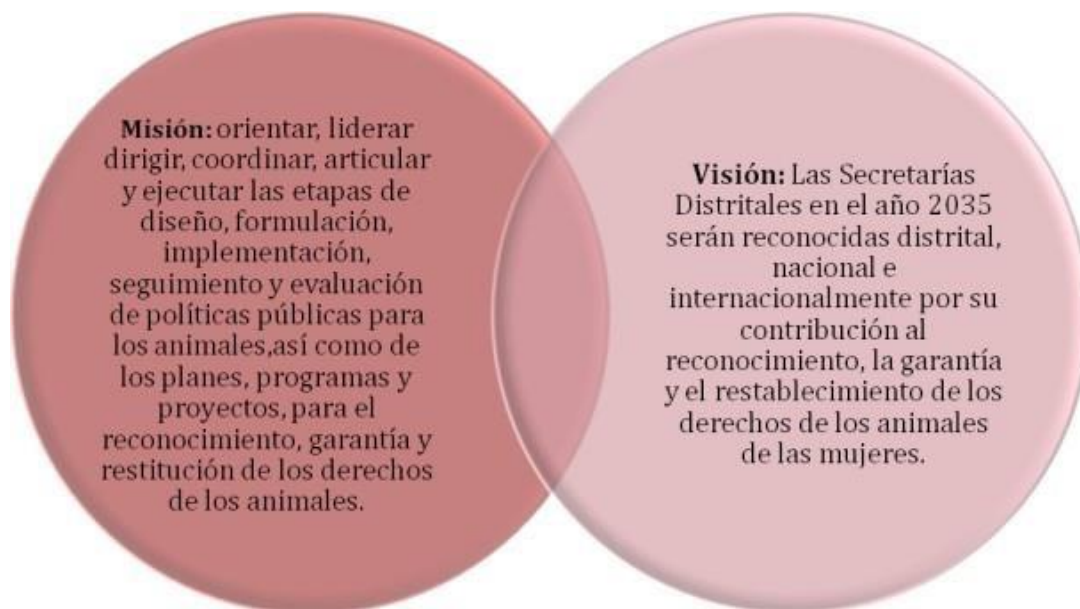 Misión: orientar, liderar
dirigir, coordinar, articular
y ejecutar las etapas de
diseño, formulación,
implementación,
seguimiento y evaluación
de políticas públicas para
los animales,así como de
los planes, programas y
proyectos, para el
reconocimiento, garantía y
restitución de los derechos
de los animales.
Visión: Las Secretarías
Distritales en el año 2035
serán reconocidas distrital,
nacional e
internacionalmente por su
contribución al
reconocimiento, la garantía
y el restablecimiento de los
derechos de los animales
de las mujeres.